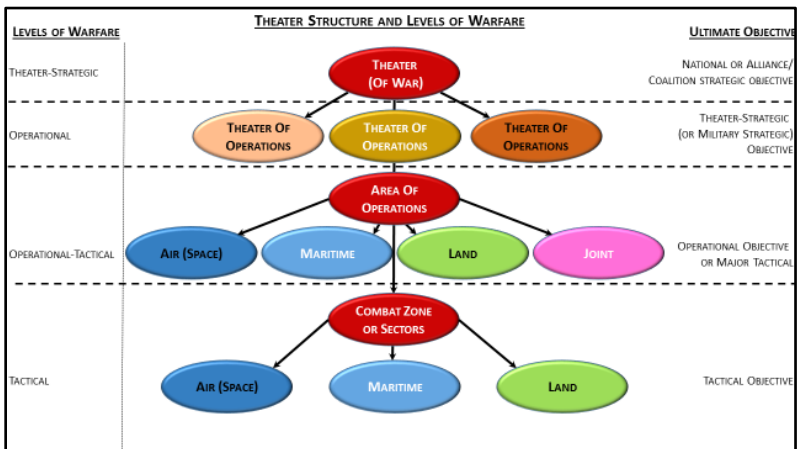 THEATER STRUCTURE AND LEVELS OF WARFARE
LEVELS OF WARFARE
ULTIMATE OBJECTIVE
THEATER-STRATEGIC
THEATER
(OF WAR)
NATIONAL OR ALLIANCE/
COALITION STRATEGIC OBJECTIVE
OPERATIONAL
THEATER OF
OPERATIONS
THEATER OF
OPERATIONS
THEATER OF
OPERATIONS
THEATER-STRATEGIC
(OR MILITARY STRATEGIC)
OBJECTIVE
AREA OF
OPERATIONS
OPERATIONAL-TACTICAL
AIR (SPACE)
MARITIME
LAND
JOINT
OPERATIONAL OBJECTIVE
OR MAJOR TACTICAL
COMBAT ZONE
OR SECTORS
TACTICAL
AIR (SPACE)
MARITIME
LAND
TACTICAL OBJECTIVE